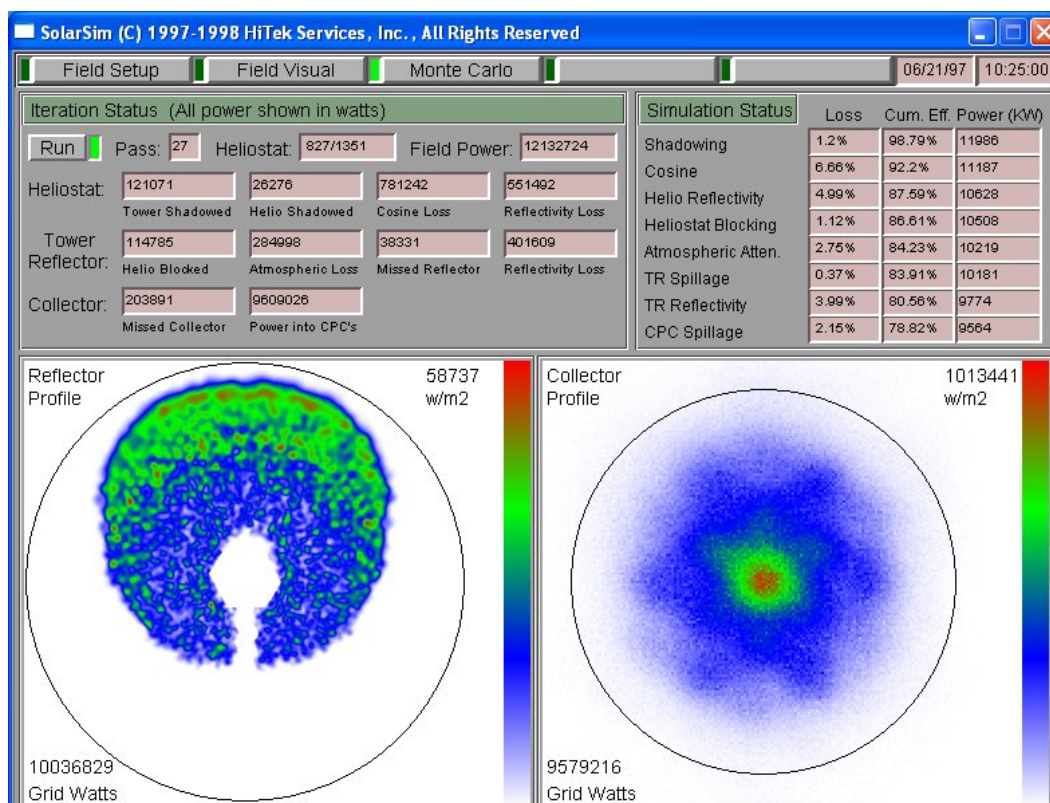 SolarSim (C) 1997-1998 HiTek Services, Inc., All Rights Reserved
Field Setup Field Visual Monte Carlo 06/21/97 10:25:00
Iteration Status (All power shown in watts)
Run Pass: 27 Heliostat: 827/1351 Field Power: 12132724
Heliostat: 121071 26276 781242 551492
Tower Shadowed Helio Shadowed Cosine Loss Reflectivity Loss
Tower Reflector: 114785 284998 38331 401609
Helio Blocked Atmospheric Loss Missed Reflector Reflectivity Loss
Collector: 203891 9609026
Missed Collector Power into CPC's
Simulation Status Loss Cum. Eff. Power (KW)
Shadowing 1.2% 98.79% 11986
Cosine 6.66% 92.2% 11187
Helio Reflectivity 4.99% 87.59% 10628
Heliostat Blocking 1.12% 86.61% 10508
Atmospheric Atten. 2.75% 84.23% 10219
TR Spillage 0.37% 83.91% 10181
TR Reflectivity 3.99% 80.56% 9774
CPC Spillage 2.15% 78.82% 9564
Reflector 58737
Profile w/m2
10036829
Grid Watts
Collector 1013441
Profile w/m2
9579216
Grid Watts